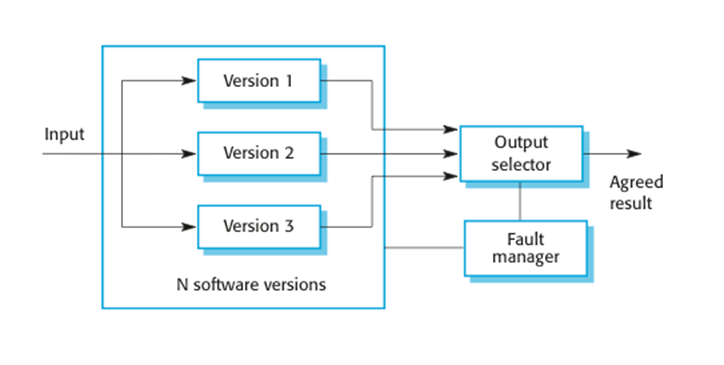 Input
Version 1
Version 2
Version 3
N software versions
Output
selector
Fault
manager
Agreed
result